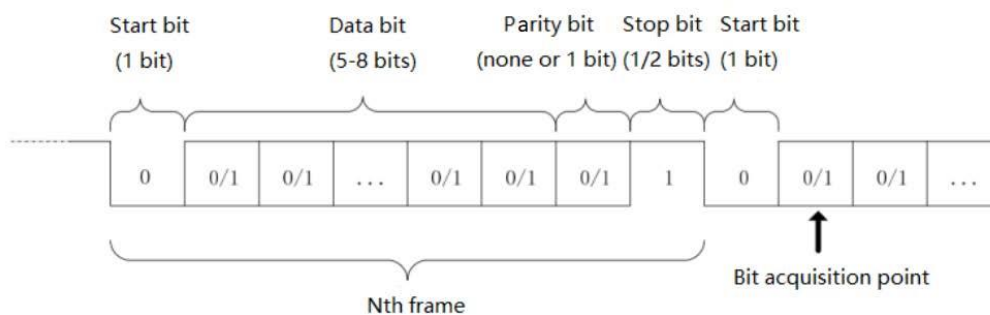 Start bit Data bit Parity bit Stop bit Start bit
(1 bit) (5-8 bits) (none or 1 bit) (1/2 bits) (1 bit)
0 0/1 0/1 ... 0/1 0/1 0/1 1 0 0/1 0/1 ...
Bit acquisition point
Nth frame